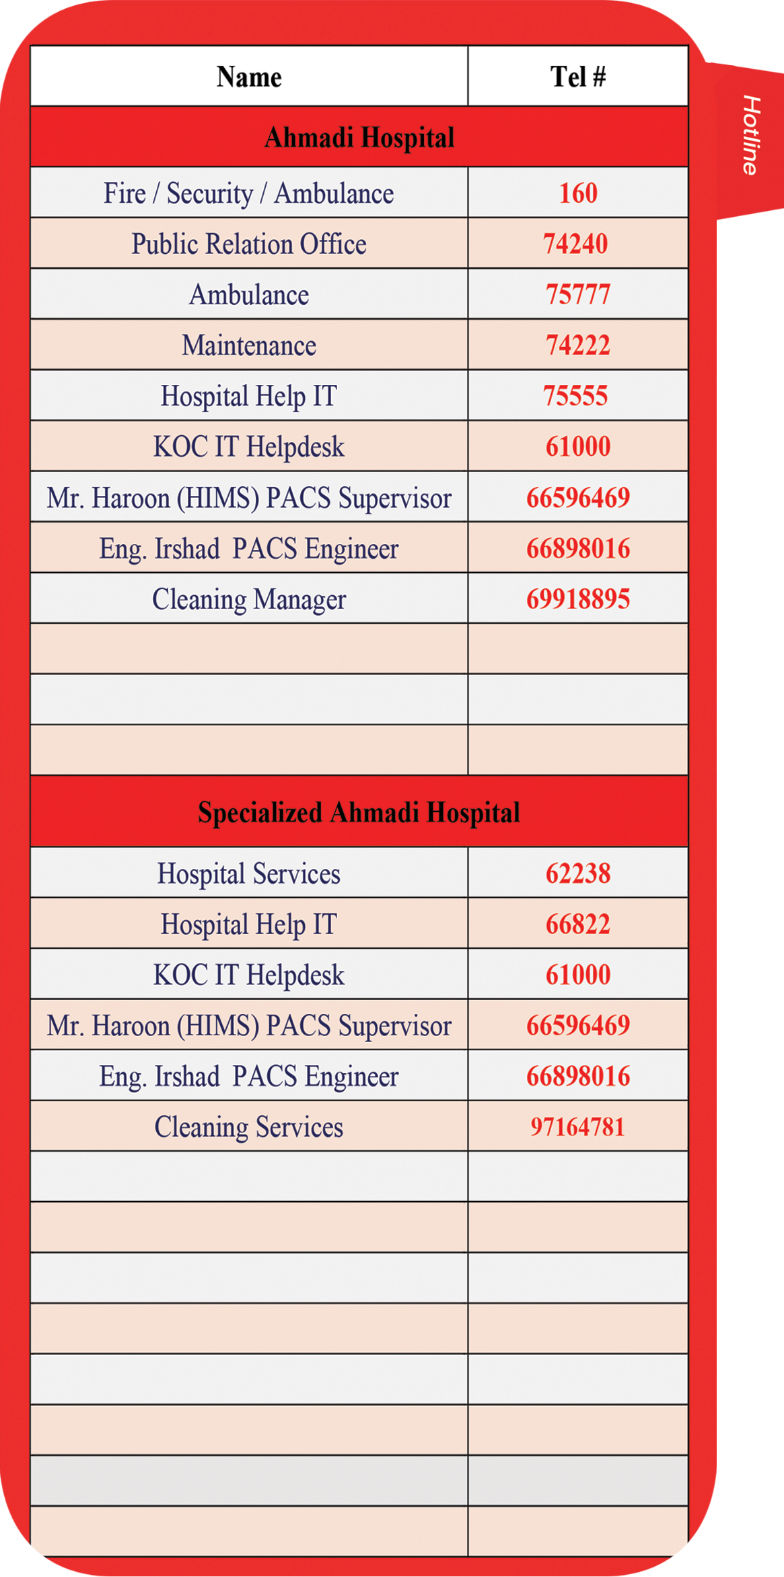 Name Tel #
Hotline
Ahmadi Hospital
Fire / Security / Ambulance 160
Public Relation Office 74240
Ambulance 75777
Maintenance 74222
Hospital Help IT 75555
KOC IT Helpdesk 61000
Mr. Haroon (HIMS) PACS Supervisor 66596469
Eng. Irshad  PACS Engineer 66898016
Cleaning Manager 69918895
Specialized Ahmadi Hospital
Hospital Services 62238
Hospital Help IT 66822
KOC IT Helpdesk 61000
Mr. Haroon (HIMS) PACS Supervisor 66596469
Eng. Irshad  PACS Engineer 66898016
Cleaning Services 97164781